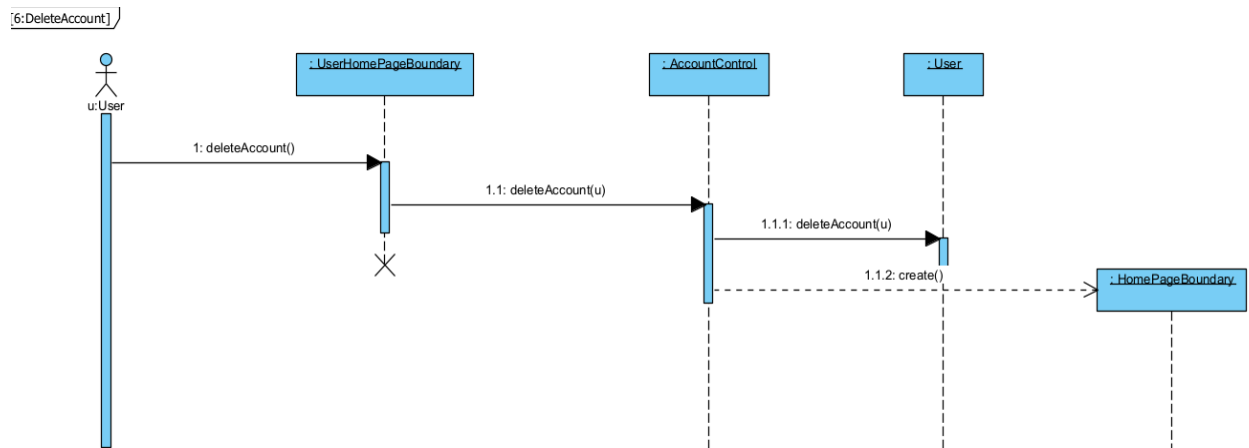 [6:DeleteAccount]
: UserHomePageBoundary
: AccountControl
: User
u:User
1: deleteAccount()
1.1: deleteAccount(u)
1.1.1: deleteAccount(u)
1.1.2: create()
: HomePageBoundary